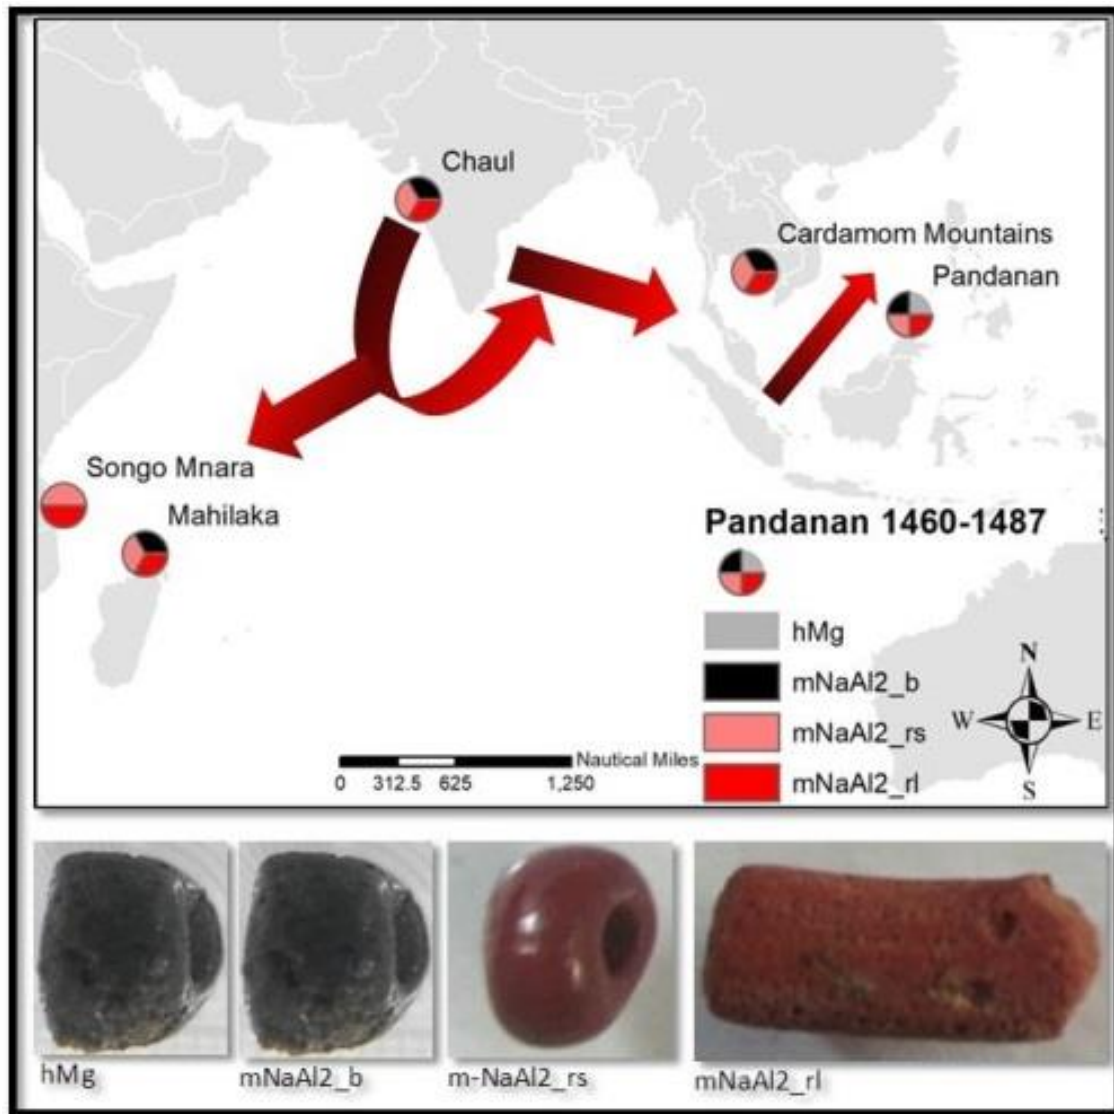 Chaul
Cardamom Mountains
Pandanan
Songo Mnara
Mahilaka
Pandanan 1460-1487
hMg
mNaAl2_b
mNaAl2_rs
mNaAl2_rl
N
W E
S
Nautical Miles
0 312.5 625 1,250
hMg
mNaAl2_b
m-NaAl2_rs
mNaAl2_rl